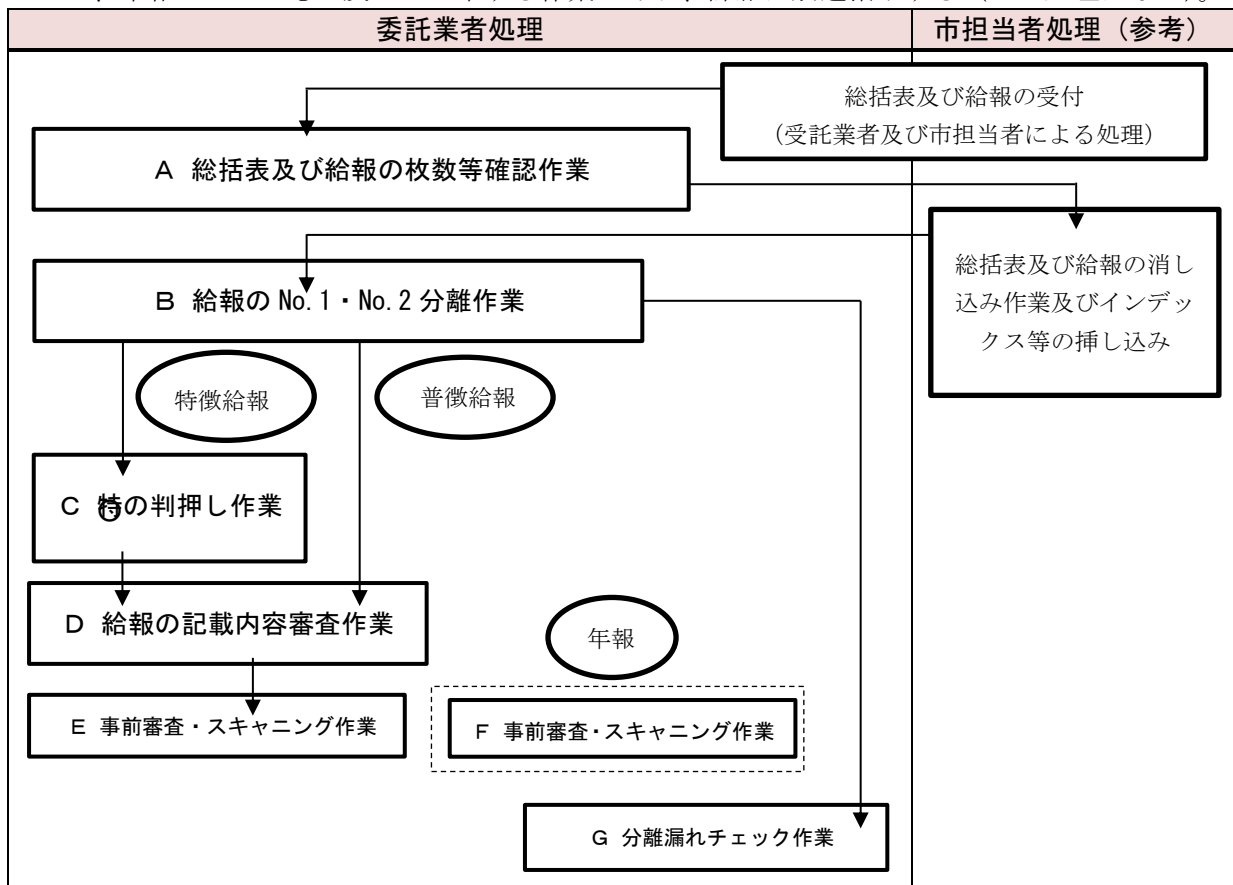 委託業者処理
市担当者処理（参考）
総括表及び給報の受付
（受託業者及び市担当者による処理）
A 総括表及び給報の枚数等確認作業
総括表及び給報の消し
込み作業及びインデッ
クス等の挿し込み
B 給報の No.1・No.2 分離作業
特徴給報
普徴給報
C 特の判押し作業
D 給報の記載内容審査作業
年報
E 事前審査・スキャニング作業
F 事前審査・スキャニング作業
G 分離漏れチェック作業